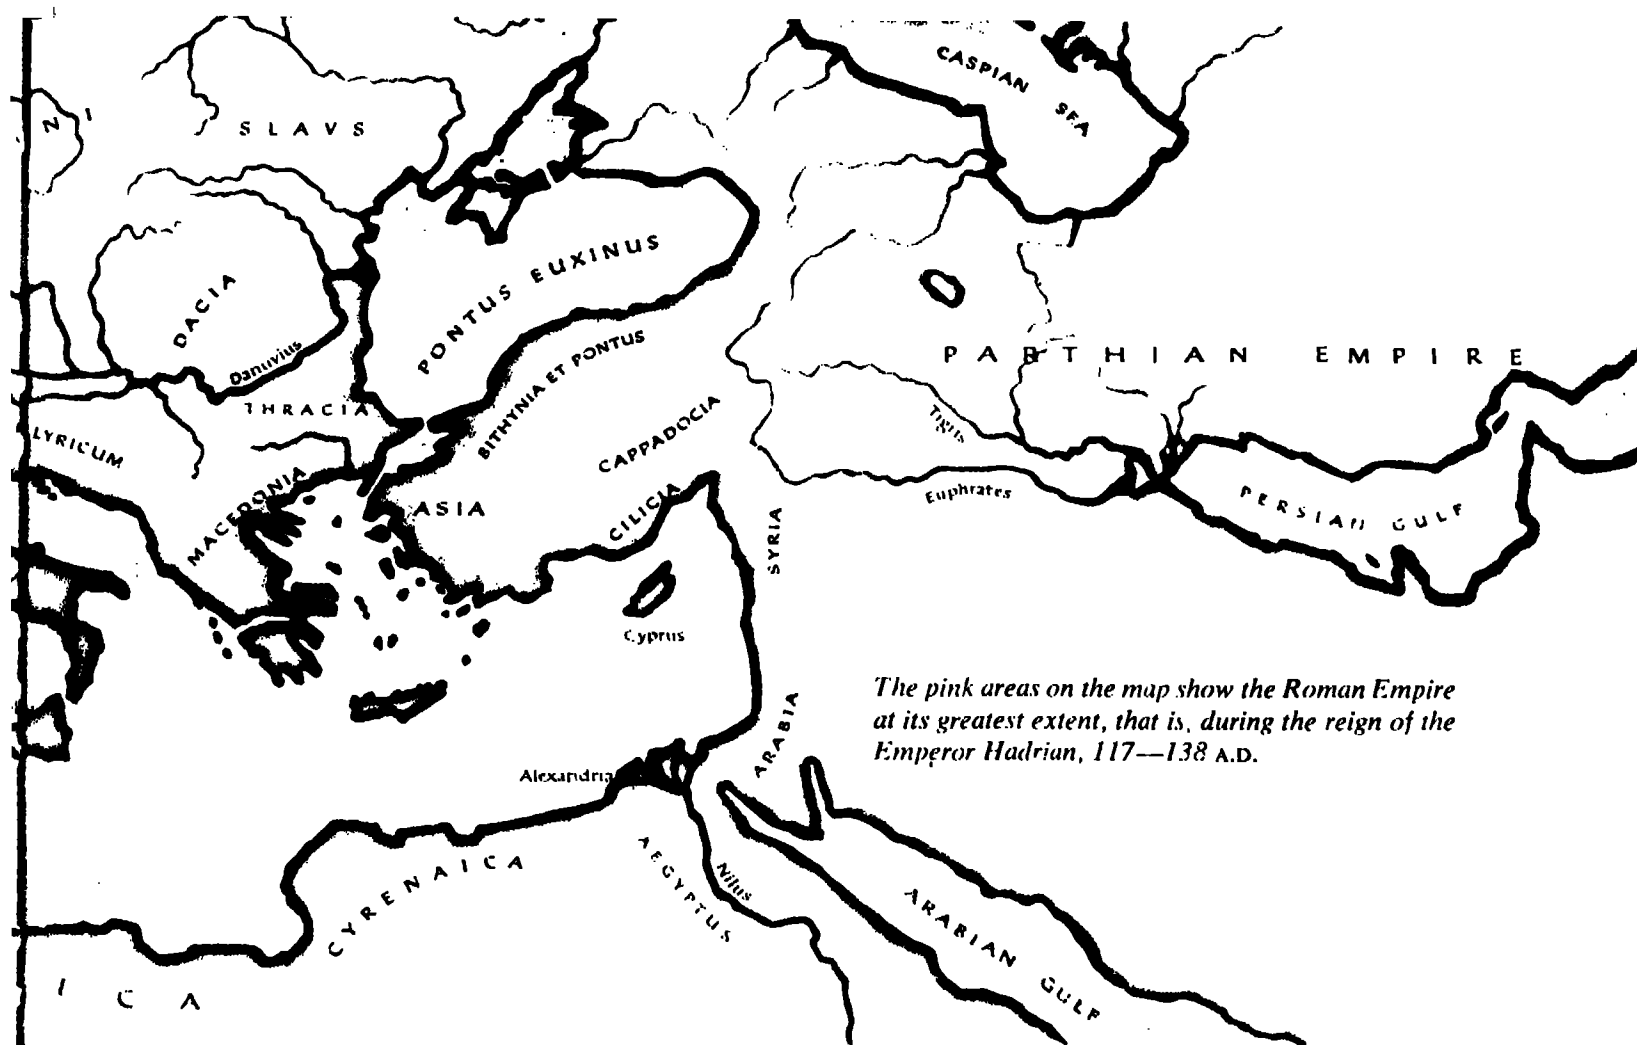 CASPIAN SEA
N I
SLAVS
PONTUS EUXINUS
DACIA
Danuvius
BITHYNIA ET PONTUS
PARTHIAN EMPIRE
THRACIA
LYRICUM
CAPPADOCIA
Tigris
MACEDONIA
ASIA
CILICIA
Euphrates
PERSIAN GULF
SYRIA
Cyprus
The pink areas on the map show the Roman Empire
at its greatest extent, that is, during the reign of the
Emperor Hadrian, 117—138 A.D.
ARABIA
Alexandria
AEGYPTUS
Nilus
CYRENAICA
ARABIAN GULF
I C A